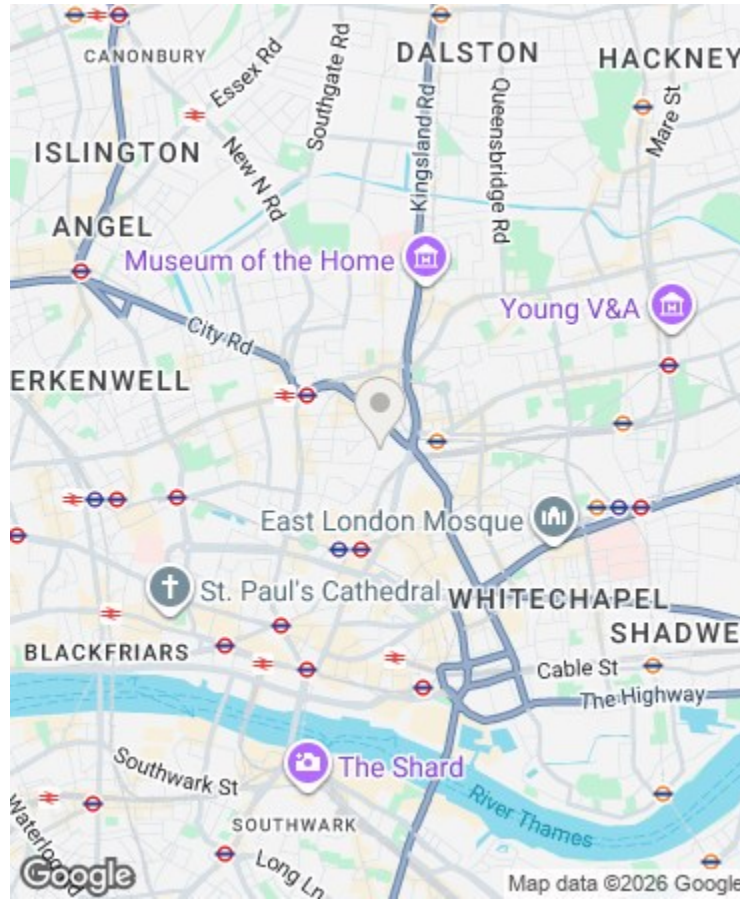 CANONBURY
Essex Rd
Southgate Rd
DALSTON
HACKNEY
Kingsland Rd
Queensbridge Rd
Mare St
ISLINGTON
New N Rd
ANGEL
Museum of the Home
Young V&A
City Rd
ERKENWELL
East London Mosque
St. Paul's Cathedral
WHITECHAPEL
SHADWE
BLACKFRIARS
Cable St
The Highway
Southwark St
The Shard
River Thames
SOUTHWARK
Waterloo Rd
Long Ln
Google
Map data ©2026 Google